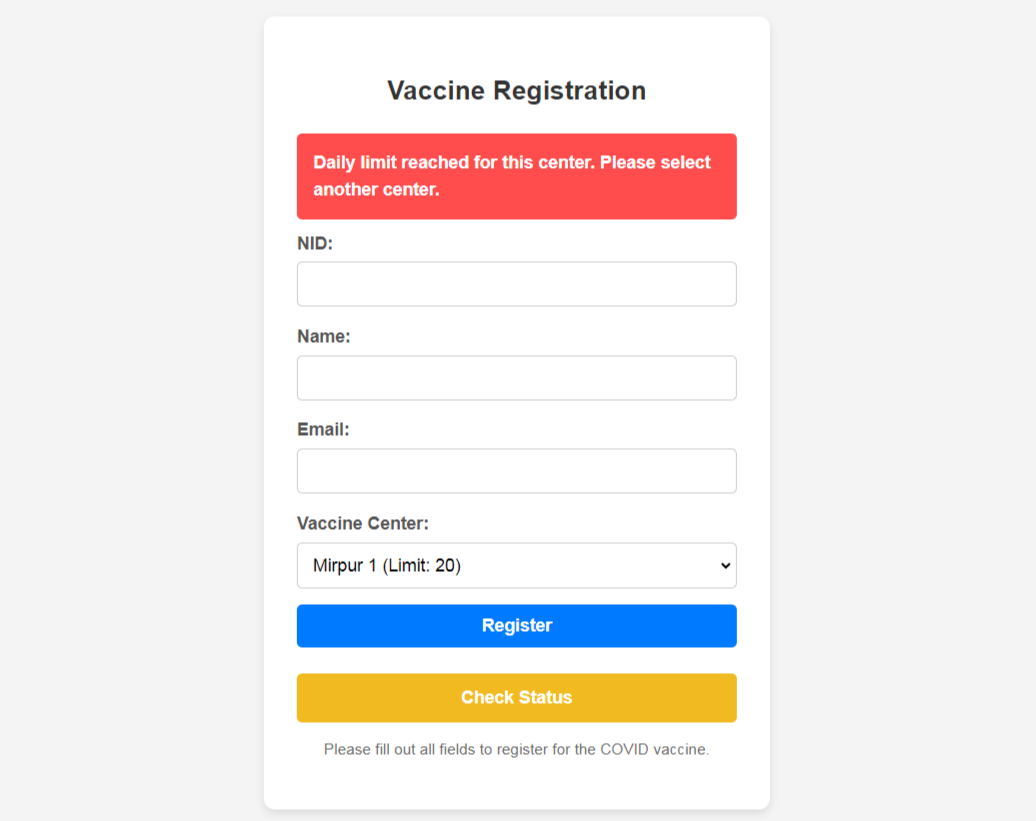 Vaccine Registration
Daily limit reached for this center. Please select
another center.
NID:
Name:
Email:
Vaccine Center:
Mirpur 1 (Limit: 20)
Register
Check Status
Please fill out all fields to register for the COVID vaccine.